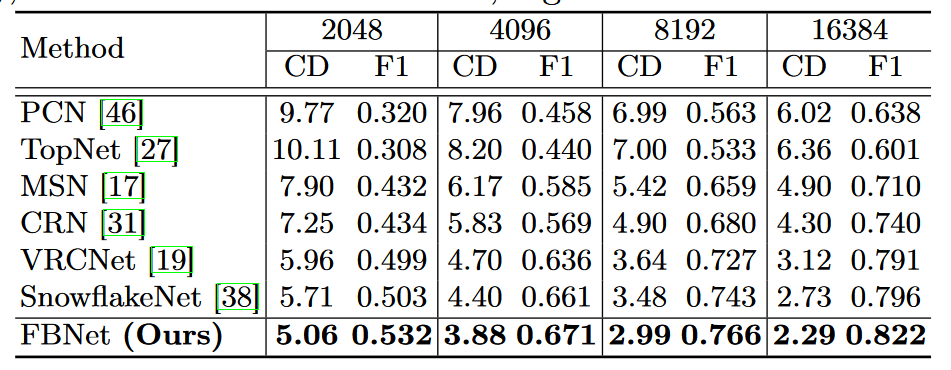 Method 2048 4096 8192 16384
CD F1 CD F1 CD F1 CD F1
PCN [46] 9.77 0.320 7.96 0.458 6.99 0.563 6.02 0.638
TopNet [27] 10.11 0.308 8.20 0.440 7.00 0.533 6.36 0.601
MSN [17] 7.90 0.432 6.17 0.585 5.42 0.659 4.90 0.710
CRN [31] 7.25 0.434 5.83 0.569 4.90 0.680 4.30 0.740
VRCNet [19] 5.96 0.499 4.70 0.636 3.64 0.727 3.12 0.791
SnowflakeNet [38] 5.71 0.503 4.40 0.661 3.48 0.743 2.73 0.796
FBNet (Ours) 5.06 0.532 3.88 0.671 2.99 0.766 2.29 0.822